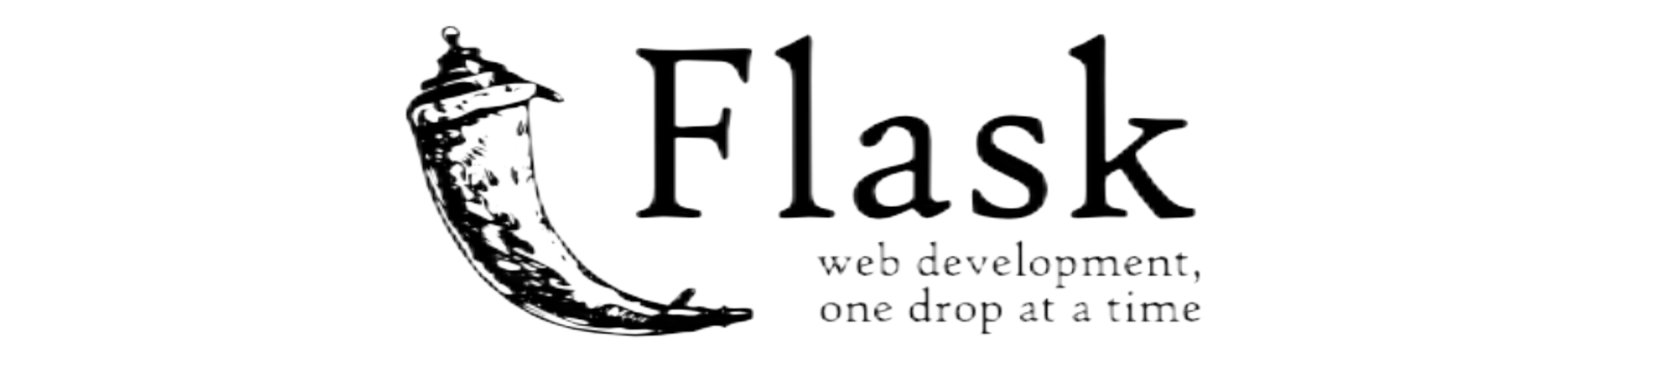 Flask
web development,
one drop at a time